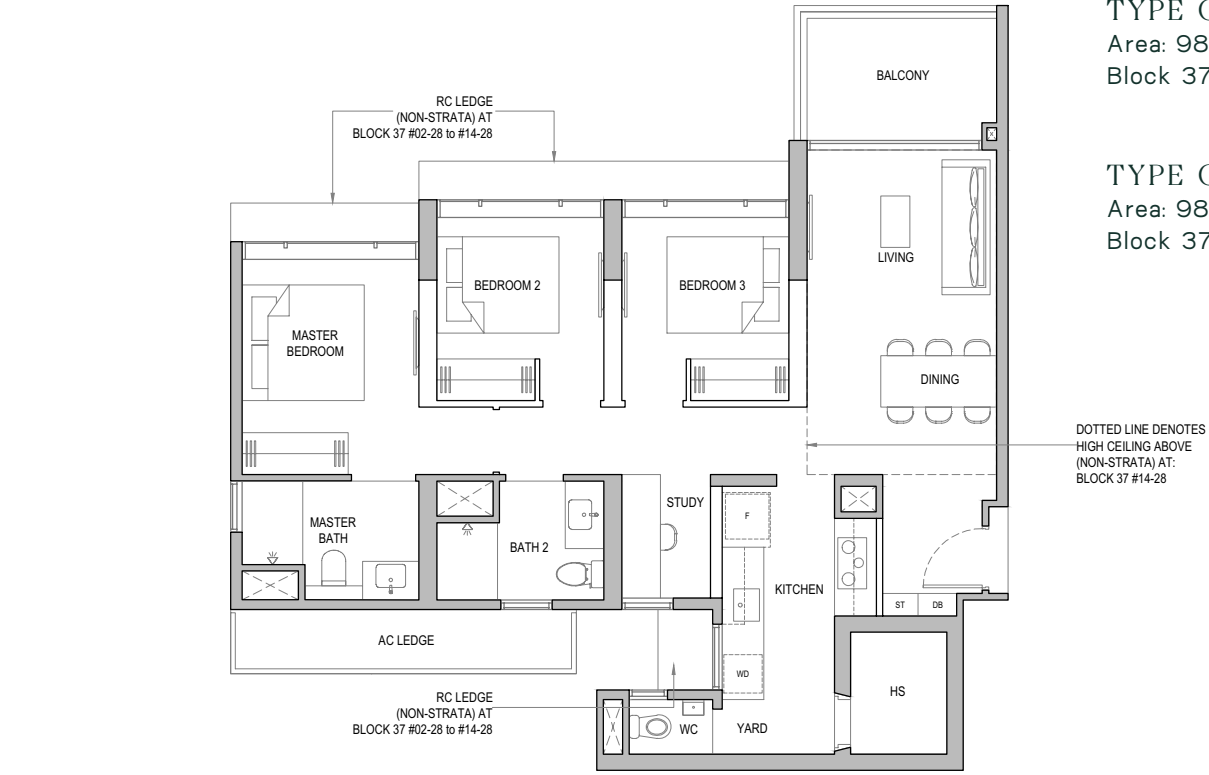 TYPE C
Area: 98
Block 37
BALCONY
RC LEDGE
(NON-STRATA) AT
BLOCK 37 #02-28 to #14-28
TYPE C
Area: 98
Block 37
LIVING
BEDROOM 2
BEDROOM 3
MASTER
BEDROOM
DINING
DOTTED LINE DENOTES
HIGH CEILING ABOVE
(NON-STRATA) AT:
BLOCK 37 #14-28
STUDY
F
MASTER
BATH
BATH 2
KITCHEN
ST
DB
AC LEDGE
WD
HS
RC LEDGE
(NON-STRATA) AT
BLOCK 37 #02-28 to #14-28
WC
YARD